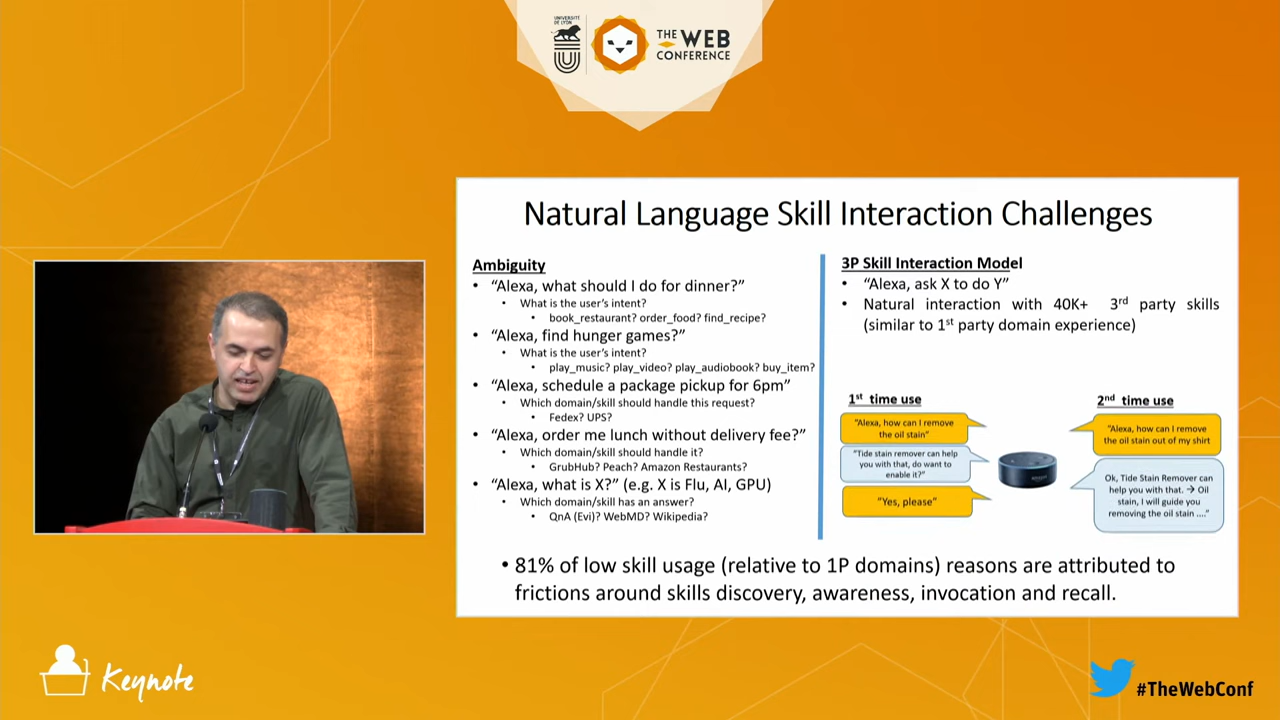 UNIVERSITÉ
DE LYON
THE WEB
CONFERENCE
Natural Language Skill Interaction Challenges
Ambiguity
• “Alexa, what should I do for dinner?”
• What is the user’s intent?
• book_restaurant? order_food? find_recipe?
• “Alexa, find hunger games?”
• What is the user’s intent?
• play_music? play_video? play_audiobook? buy_item?
• “Alexa, schedule a package pickup for 6pm”
• Which domain/skill should handle this request?
• Fedex? UPS?
• “Alexa, order me lunch without delivery fee?”
• Which domain/skill should handle it?
• GrubHub? Peach? Amazon Restaurants?
• “Alexa, what is X?” (e.g. X is Flu, AI, GPU)
• Which domain/skill has an answer?
• QnA (Evi)? WebMD? Wikipedia?
3P Skill Interaction Model
• “Alexa, ask X to do Y”
• Natural interaction with 40K+ 3rd party skills
(similar to 1st party domain experience)
1st time use
“Alexa, how can I remove
the oil stain”
“Tide stain remover can help
you with that, do want to
enable it?”
“Yes, please”
2nd time use
“Alexa, how can I remove
the oil stain out of my shirt
Ok, Tide Stain Remover can
help you with that. → Oil
stain, I will guide you
removing the oil stain ....”
• 81% of low skill usage (relative to 1P domains) reasons are attributed to
frictions around skills discovery, awareness, invocation and recall.
Keynote
#TheWebConf